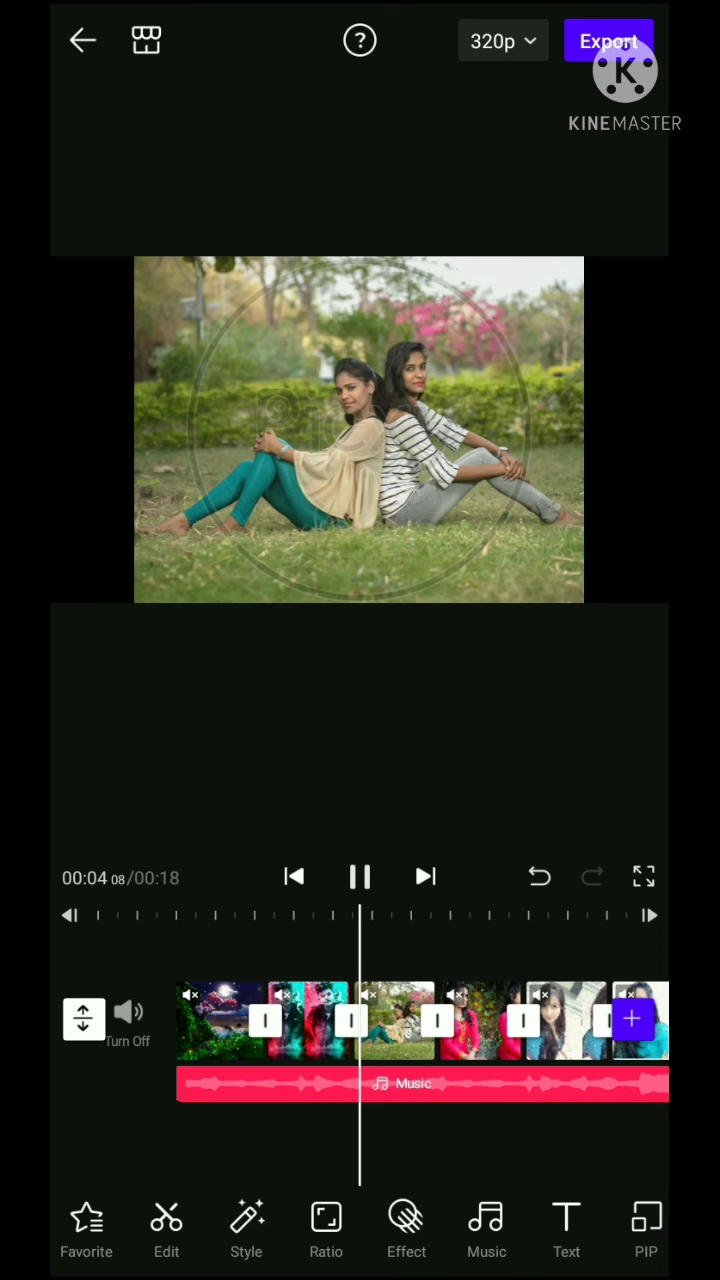 ?
320p
Export
K
KINEMASTER
00:04 08/00:18
Turn Off
Music
Favorite
Edit
Style
Ratio
Effect
Music
Text
PIP